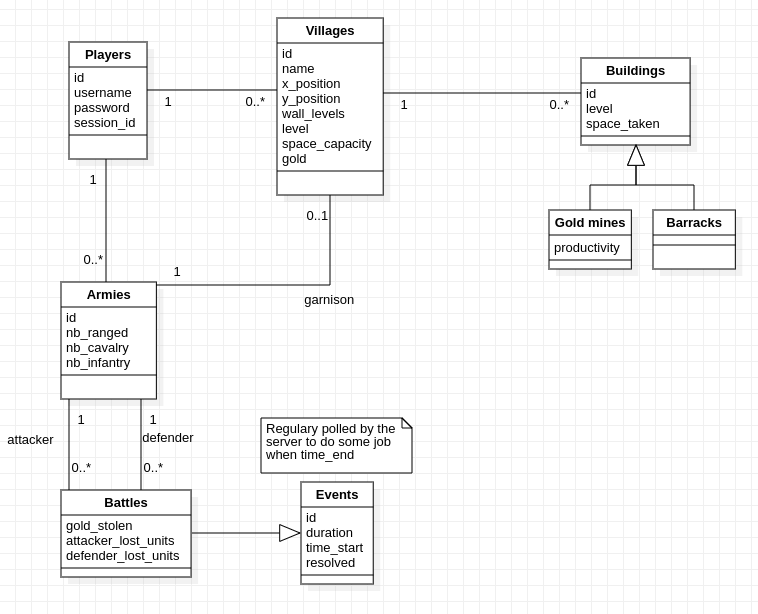 Players
id
username
password
session_id
1
0..*
Villages
id
name
x_position
y_position
wall_levels
level
space_capacity
gold
1
0..*
Buildings
id
level
space_taken
Gold mines
productivity
Barracks
1
0..*
0..1
1
garnison
Armies
id
nb_ranged
nb_cavalry
nb_infantry
1
1
attacker
defender
0..*
0..*
Regulary polled by the
server to do some job
when time_end
Battles
gold_stolen
attacker_lost_units
defender_lost_units
Events
id
duration
time_start
resolved